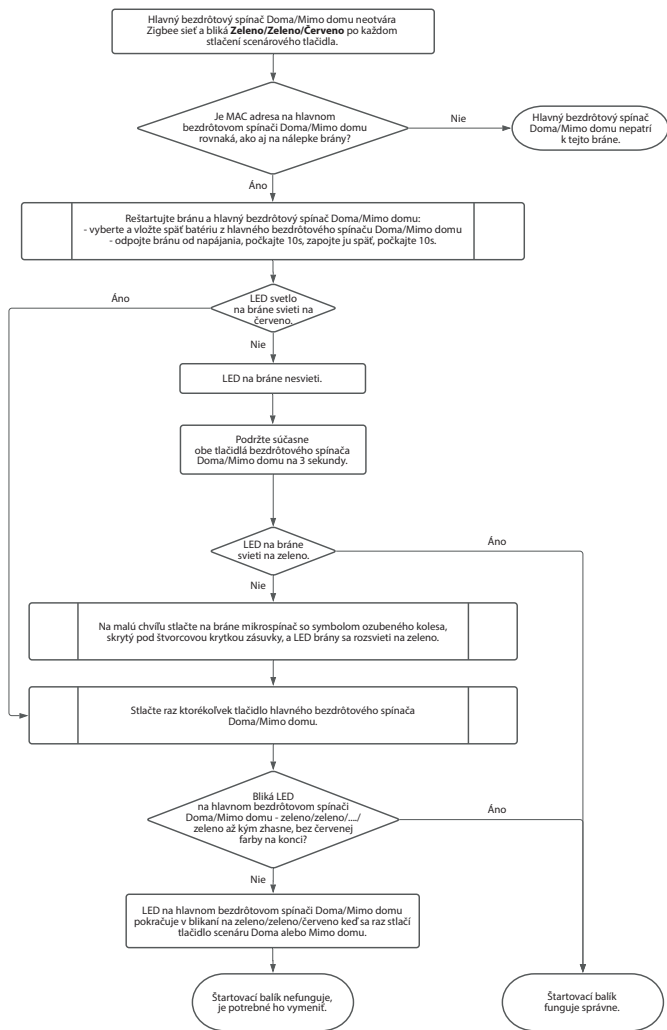 Hlavný bezdrôtový spínač Doma/Mimo domu neotvára
Zigbee sieť a bliká Zeleno/Zeleno/Červeno po každom
stlačení scenárového tlačidla.
Je MAC adresa na hlavnom
bezdrôtovom spínači Doma/Mimo domu
rovnaká, ako aj na nálepke brány?
Nie
Hlavný bezdrôtový spínač
Doma/Mimo domu nepatrí
k tejto bráne.
Áno
Reštartujte bránu a hlavný bezdrôtový spínač Doma/Mimo domu:
- vyberte a vložte späť batériu z hlavného bezdrôtového spínaču Doma/Mimo domu
- odpojte bránu od napájania, počkajte 10s, zapojte ju späť, počkajte 10s.
Áno
LED svetlo
na bráne svieti na
červeno.
Nie
LED na bráne nesvieti.
Podržte súčasne
obe tlačidlá bezdrôtového spínača
Doma/Mimo domu na 3 sekundy.
LED na bráne
svieti na zeleno.
Áno
Nie
Na malú chvíľu stlačte na bráne mikrospínač so symbolom ozubeného kolesa,
skrytý pod štvorcovou krytkou zásuvky, a LED brány sa rozsvieti na zeleno.
Stlačte raz ktorékoľvek tlačidlo hlavného bezdrôtového spínača
Doma/Mimo domu.
Bliká LED
na hlavnom bezdrôtovom spínači
Doma/Mimo domu - zeleno/zeleno/..../
zeleno až kým zhasne, bez červenej
farby na konci?
Áno
Nie
LED na hlavnom bezdrôtovom spínači Doma/Mimo domu
pokračuje v blikaní na zeleno/zeleno/červeno keď sa raz stlačí
tlačidlo scenáru Doma alebo Mimo domu.
Štartovací balík nefunguje,
je potrebné ho vymeniť.
Štartovací balík
funguje správne.